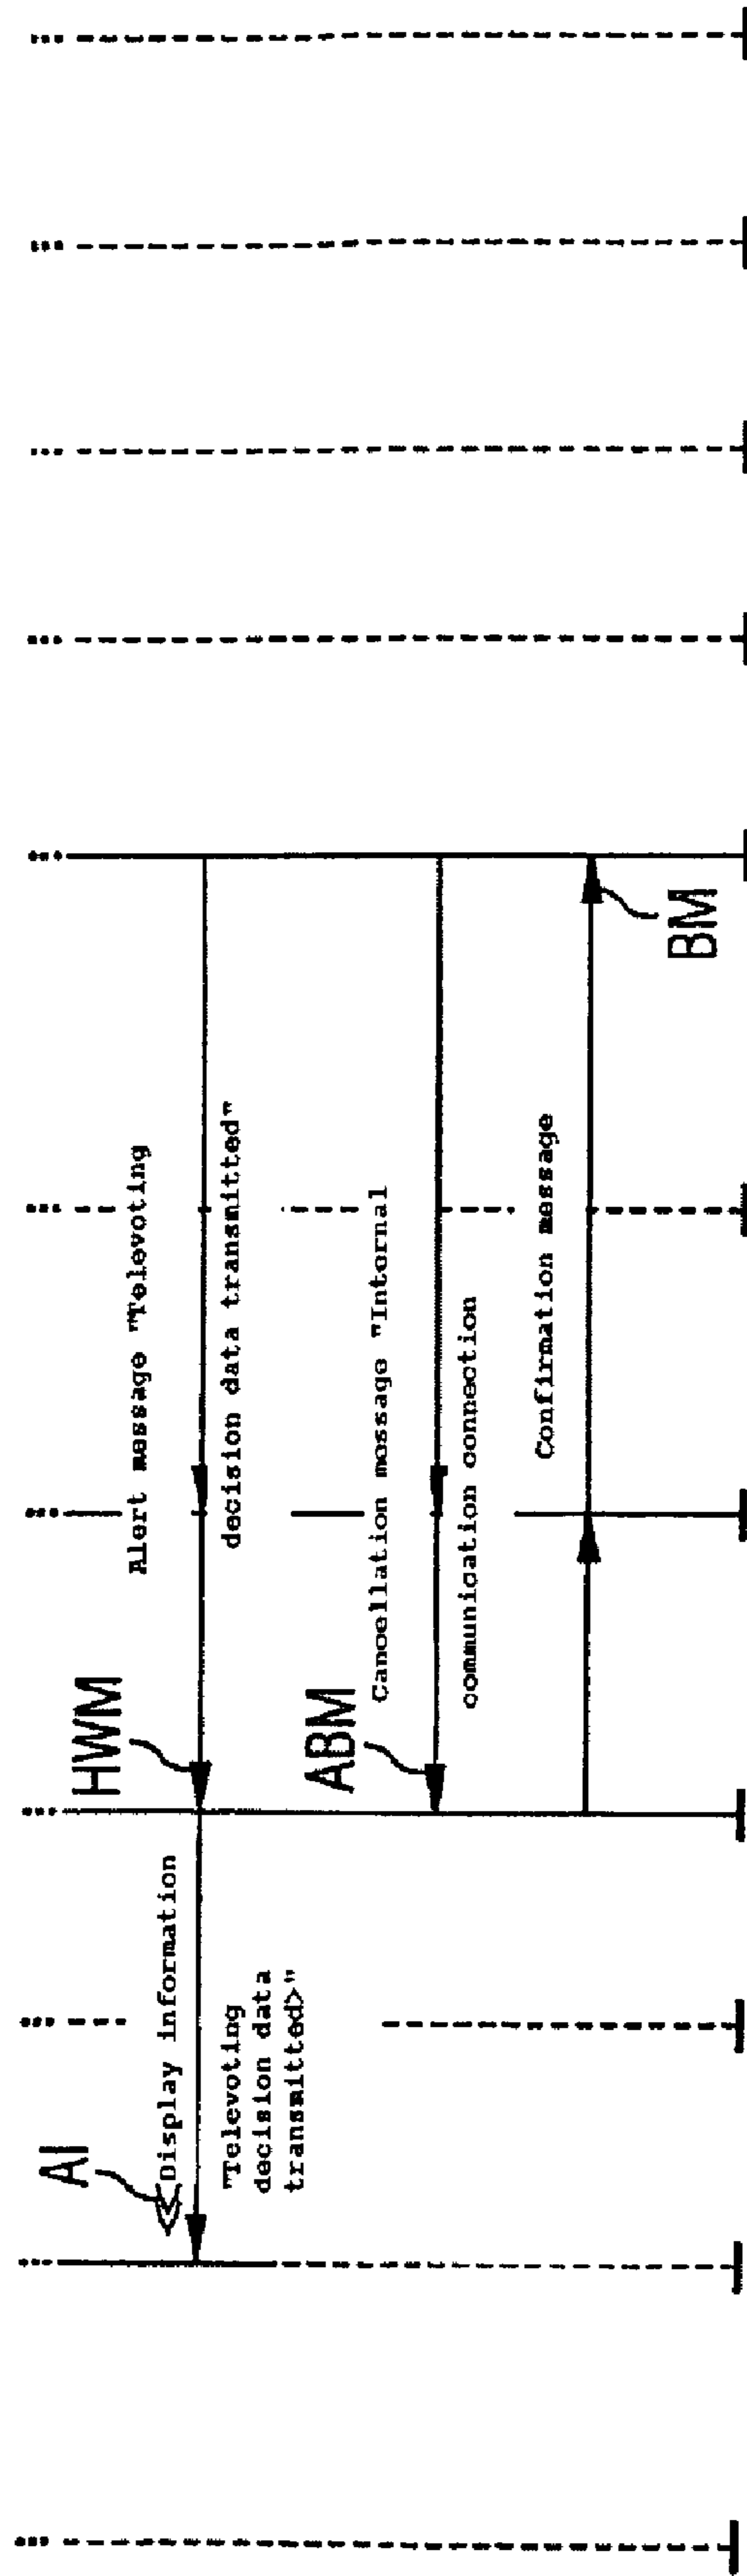 AI
«Display information
"Televoting
decision data
transmitted>"
HWM
Alert message "Televoting
decision data transmitted"
ABM
Cancellation message "Internal
communication connection
Confirmation message
BM